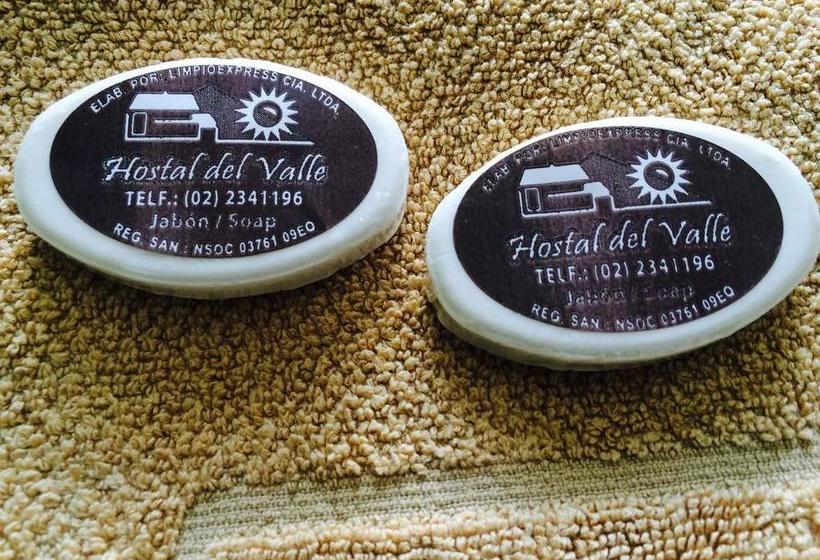 ELAB. POR: LIMPIOEXPRESS CIA. LTDA.
Hostal del Valle
TELF.: (02) 2341196
Jabón / Soap
REG. SAN.: NSOC 03761 09EO
ELAB. POR: LIMPIOEXPRESS CIA. LTDA.
Hostal del Valle
TELF.: (02) 2341196
Jabón / Soap
REG. SAN.: NSOC 03761 09EO